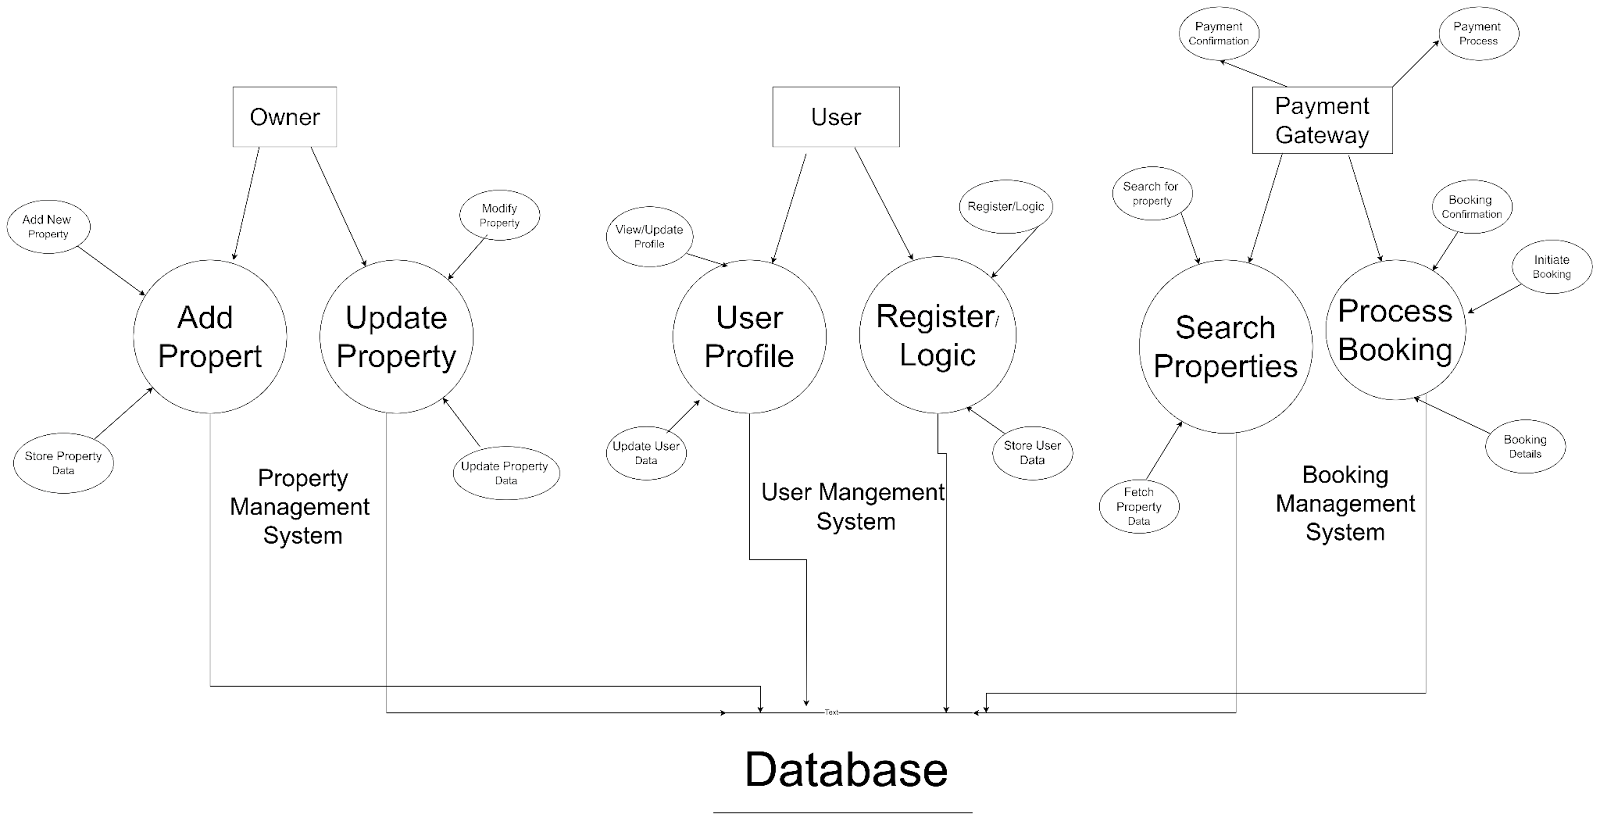 Payment
Confirmation
Payment
Process
Owner
User
Payment
Gateway
Add New
Property
Modify
Property
View/Update
Profile
Register/Logic
Search for
property
Booking
Confirmation
Initiate
Booking
Add
Propert
Update
Property
User
Profile
Register/
Logic
Search
Properties
Process
Booking
Store Property
Data
Update Property
Data
Update User
Data
Store User
Data
Fetch
Property
Data
Booking
Details
Property
Management
System
User Mangement
System
Booking
Management
System
Text
Database